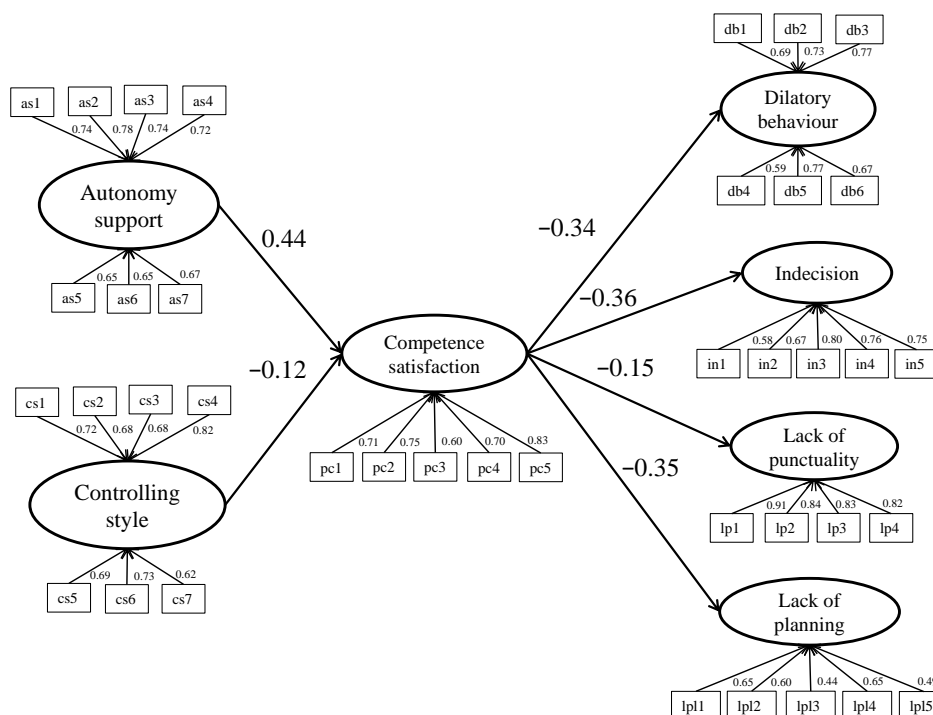 db1 db2 db3
0.69 0.73 0.77
Dilatory
behaviour
0.59 0.77 0.67
db4 db5 db6
as1 as2 as3 as4
0.74 0.78 0.74 0.72
Autonomy
support
0.65 0.65 0.67
as5 as6 as7
0.44
−0.12
cs1 cs2 cs3 cs4
0.72 0.68 0.68 0.82
Controlling
style
0.69 0.73 0.62
cs5 cs6 cs7
Competence
satisfaction
0.71 0.75 0.60 0.70 0.83
pc1 pc2 pc3 pc4 pc5
−0.34
−0.36
−0.15
−0.35
Indecision
0.58 0.67 0.80 0.76 0.75
in1 in2 in3 in4 in5
Lack of
punctuality
0.91 0.84 0.83 0.82
lp1 lp2 lp3 lp4
Lack of
planning
0.65 0.60 0.44 0.65 0.49
lpl1 lpl2 lpl3 lpl4 lpl5